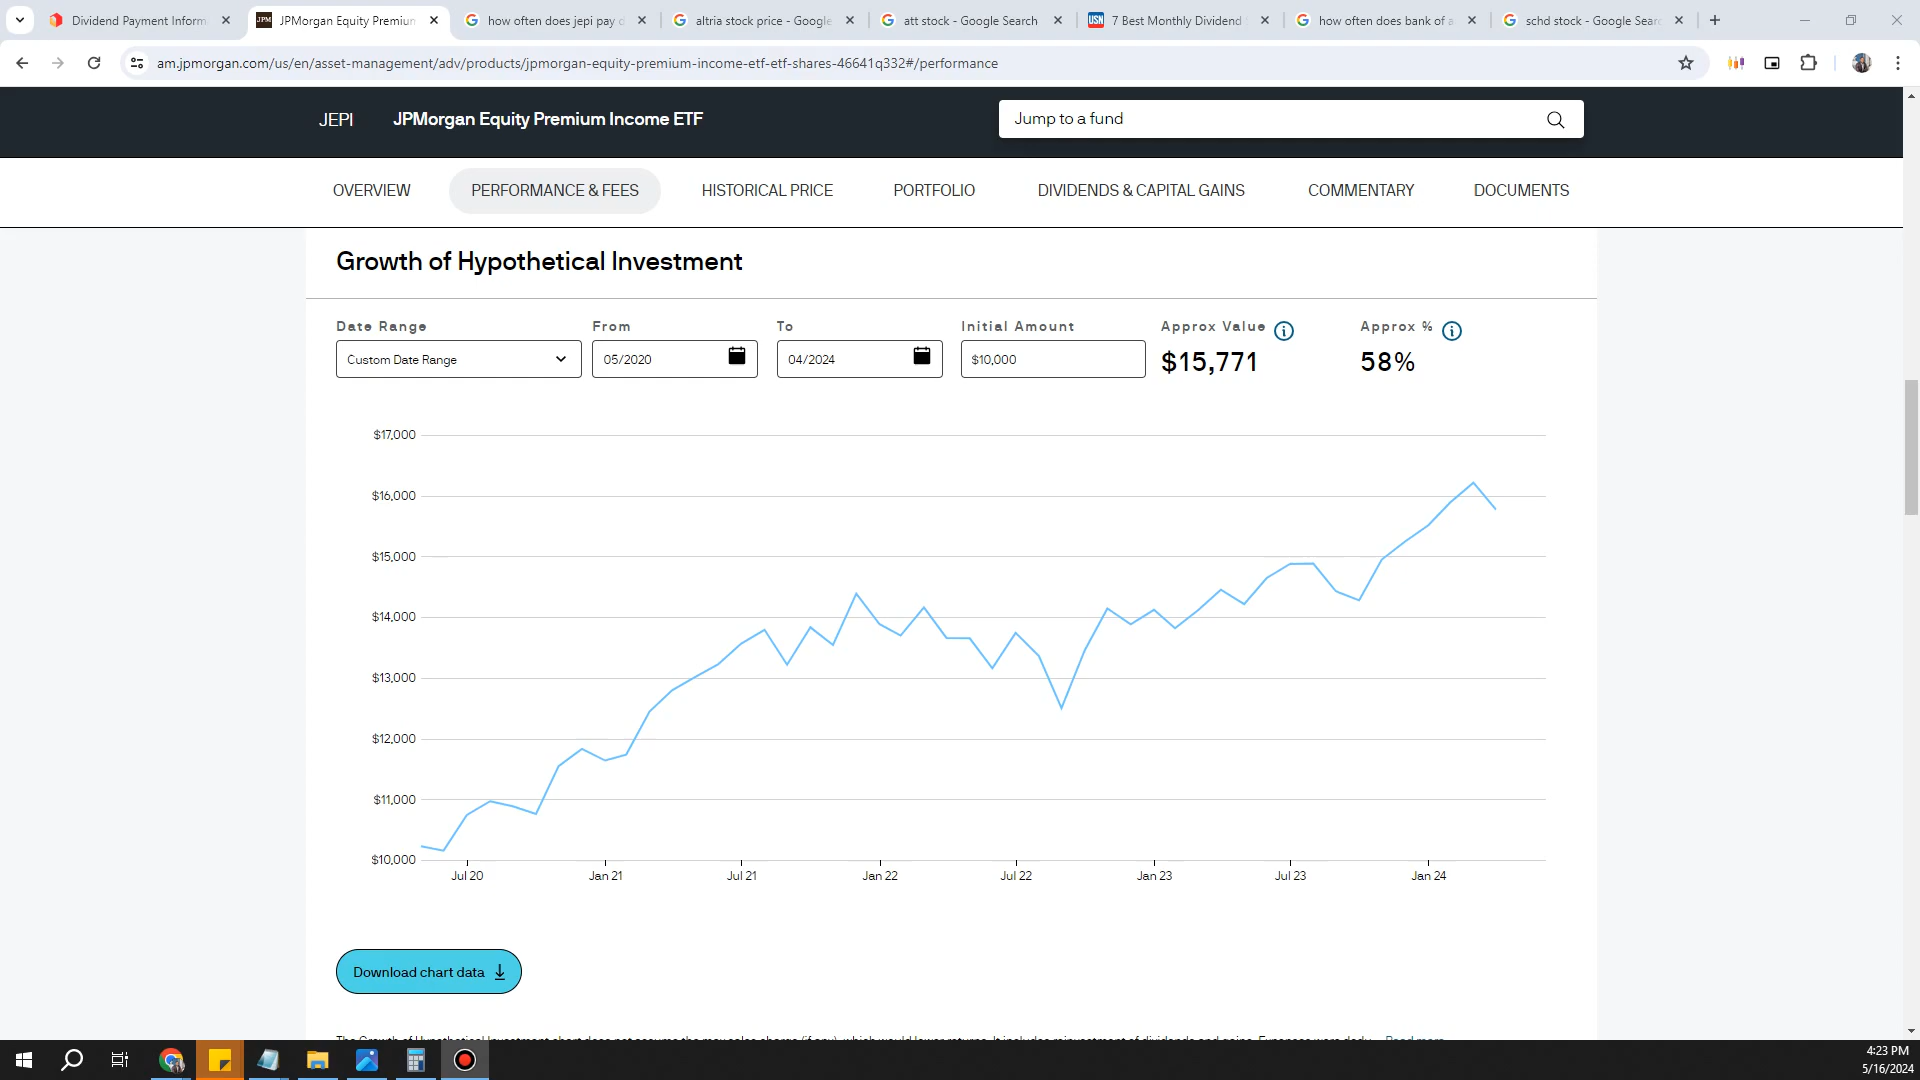 Dividend Payment Inform
JPMorgan Equity Premium
how often does jepi pay d
altria stock price - Google
att stock - Google Search
USN 7 Best Monthly Dividend
how often does bank of a
schd stock - Google Sear
am.jpmorgan.com/us/en/asset-management/adv/products/jpmorgan-equity-premium-income-etf-etf-shares-46641q332#/performance
JEPI JPMorgan Equity Premium Income ETF
Jump to a fund
OVERVIEW PERFORMANCE & FEES HISTORICAL PRICE PORTFOLIO DIVIDENDS & CAPITAL GAINS COMMENTARY DOCUMENTS
Growth of Hypothetical Investment
Date Range From To Initial Amount Approx Value Approx %
Custom Date Range 05/2020 04/2024 $10,000 $15,771 58%
$17,000
$16,000
$15,000
$14,000
$13,000
$12,000
$11,000
$10,000
Jul 20 Jan 21 Jul 21 Jan 22 Jul 22 Jan 23 Jul 23 Jan 24
Download chart data
4:23 PM
5/16/2024